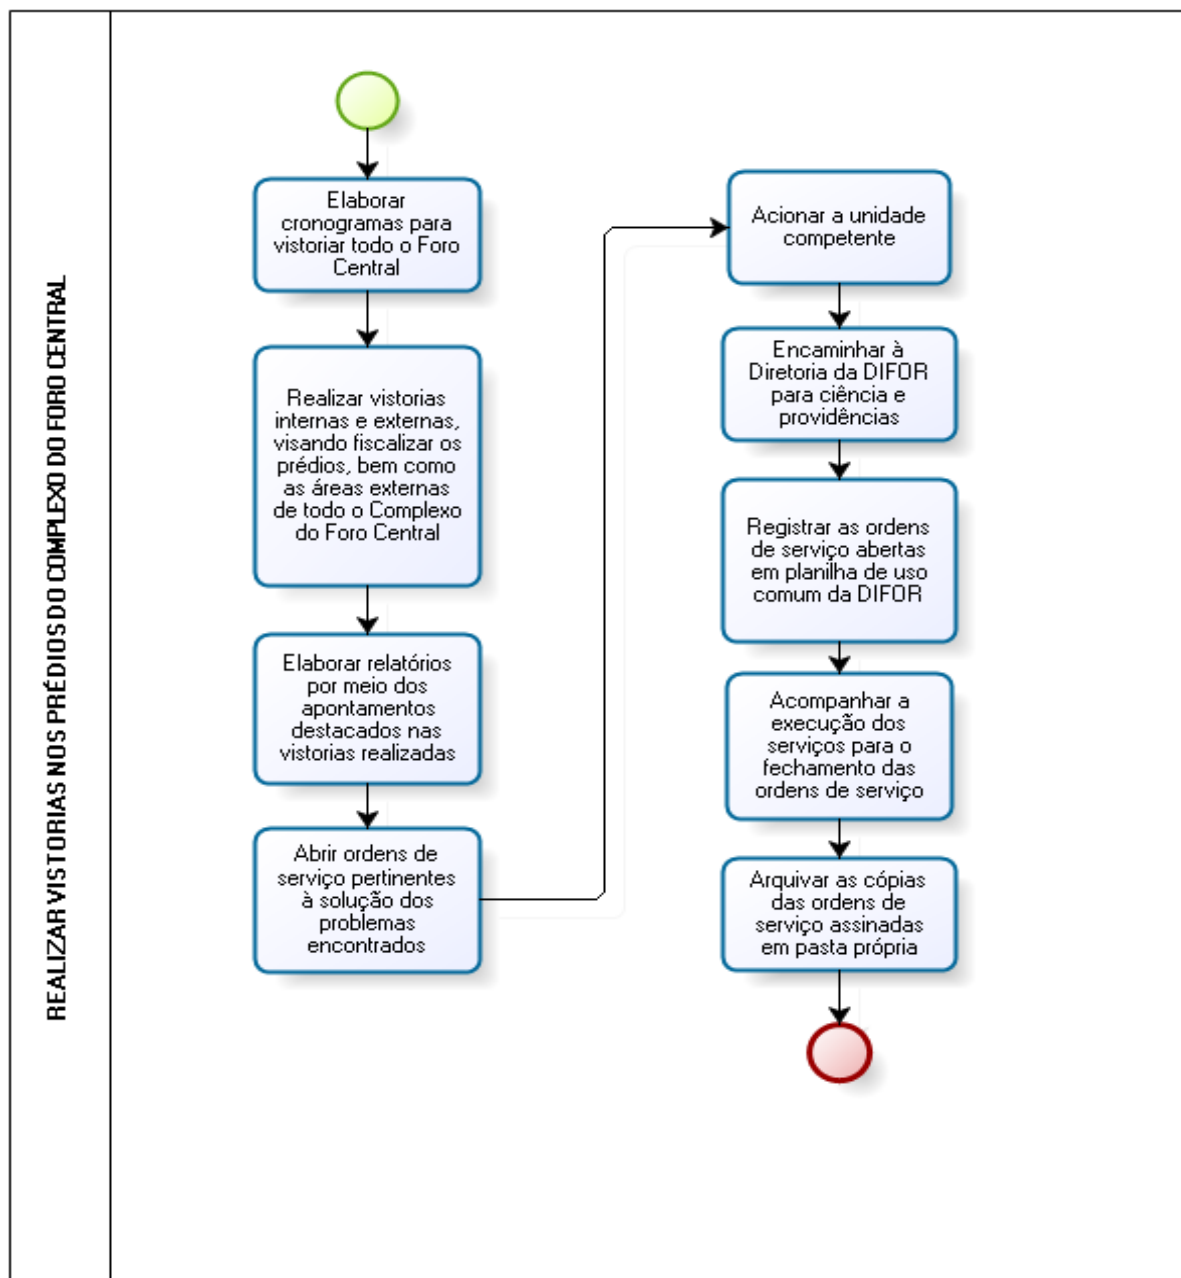 REALIZAR VISTORIAS NOS PRÉDIOS DO COMPLEXO DO FORO CENTRAL
Elaborar
cronogramas para
vistoriar todo o Foro
Central
Realizar vistorias
internas e externas,
visando fiscalizar os
prédios, bem como
as áreas externas
de todo o Complexo
do Foro Central
Elaborar relatórios
por meio dos
apontamentos
destacados nas
vistorias realizadas
Abrir ordens de
serviço pertinentes
à solução dos
problemas
encontrados
Acionar a unidade
competente
Encaminhar à
Diretoria da DIFOR
para ciência e
providências
Registrar as ordens
de serviço abertas
em planilha de uso
comum da DIFOR
Acompanhar a
execução dos
serviços para o
fechamento das
ordens de serviço
Arquivar as cópias
das ordens de
serviço assinadas
em pasta própria